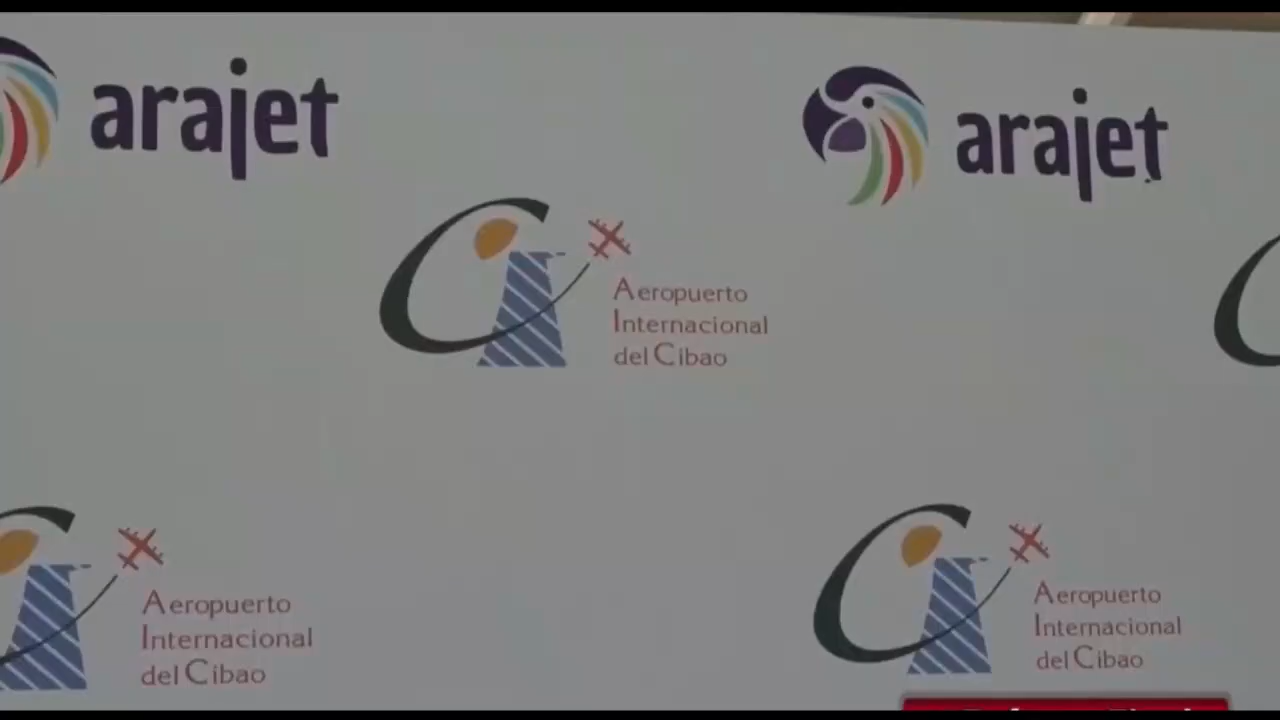 arajet
arajet
Aeropuerto
Internacional
del Cibao
Aeropuerto
Internacional
del Cibao
Aeropuerto
Internacional
del Cibao